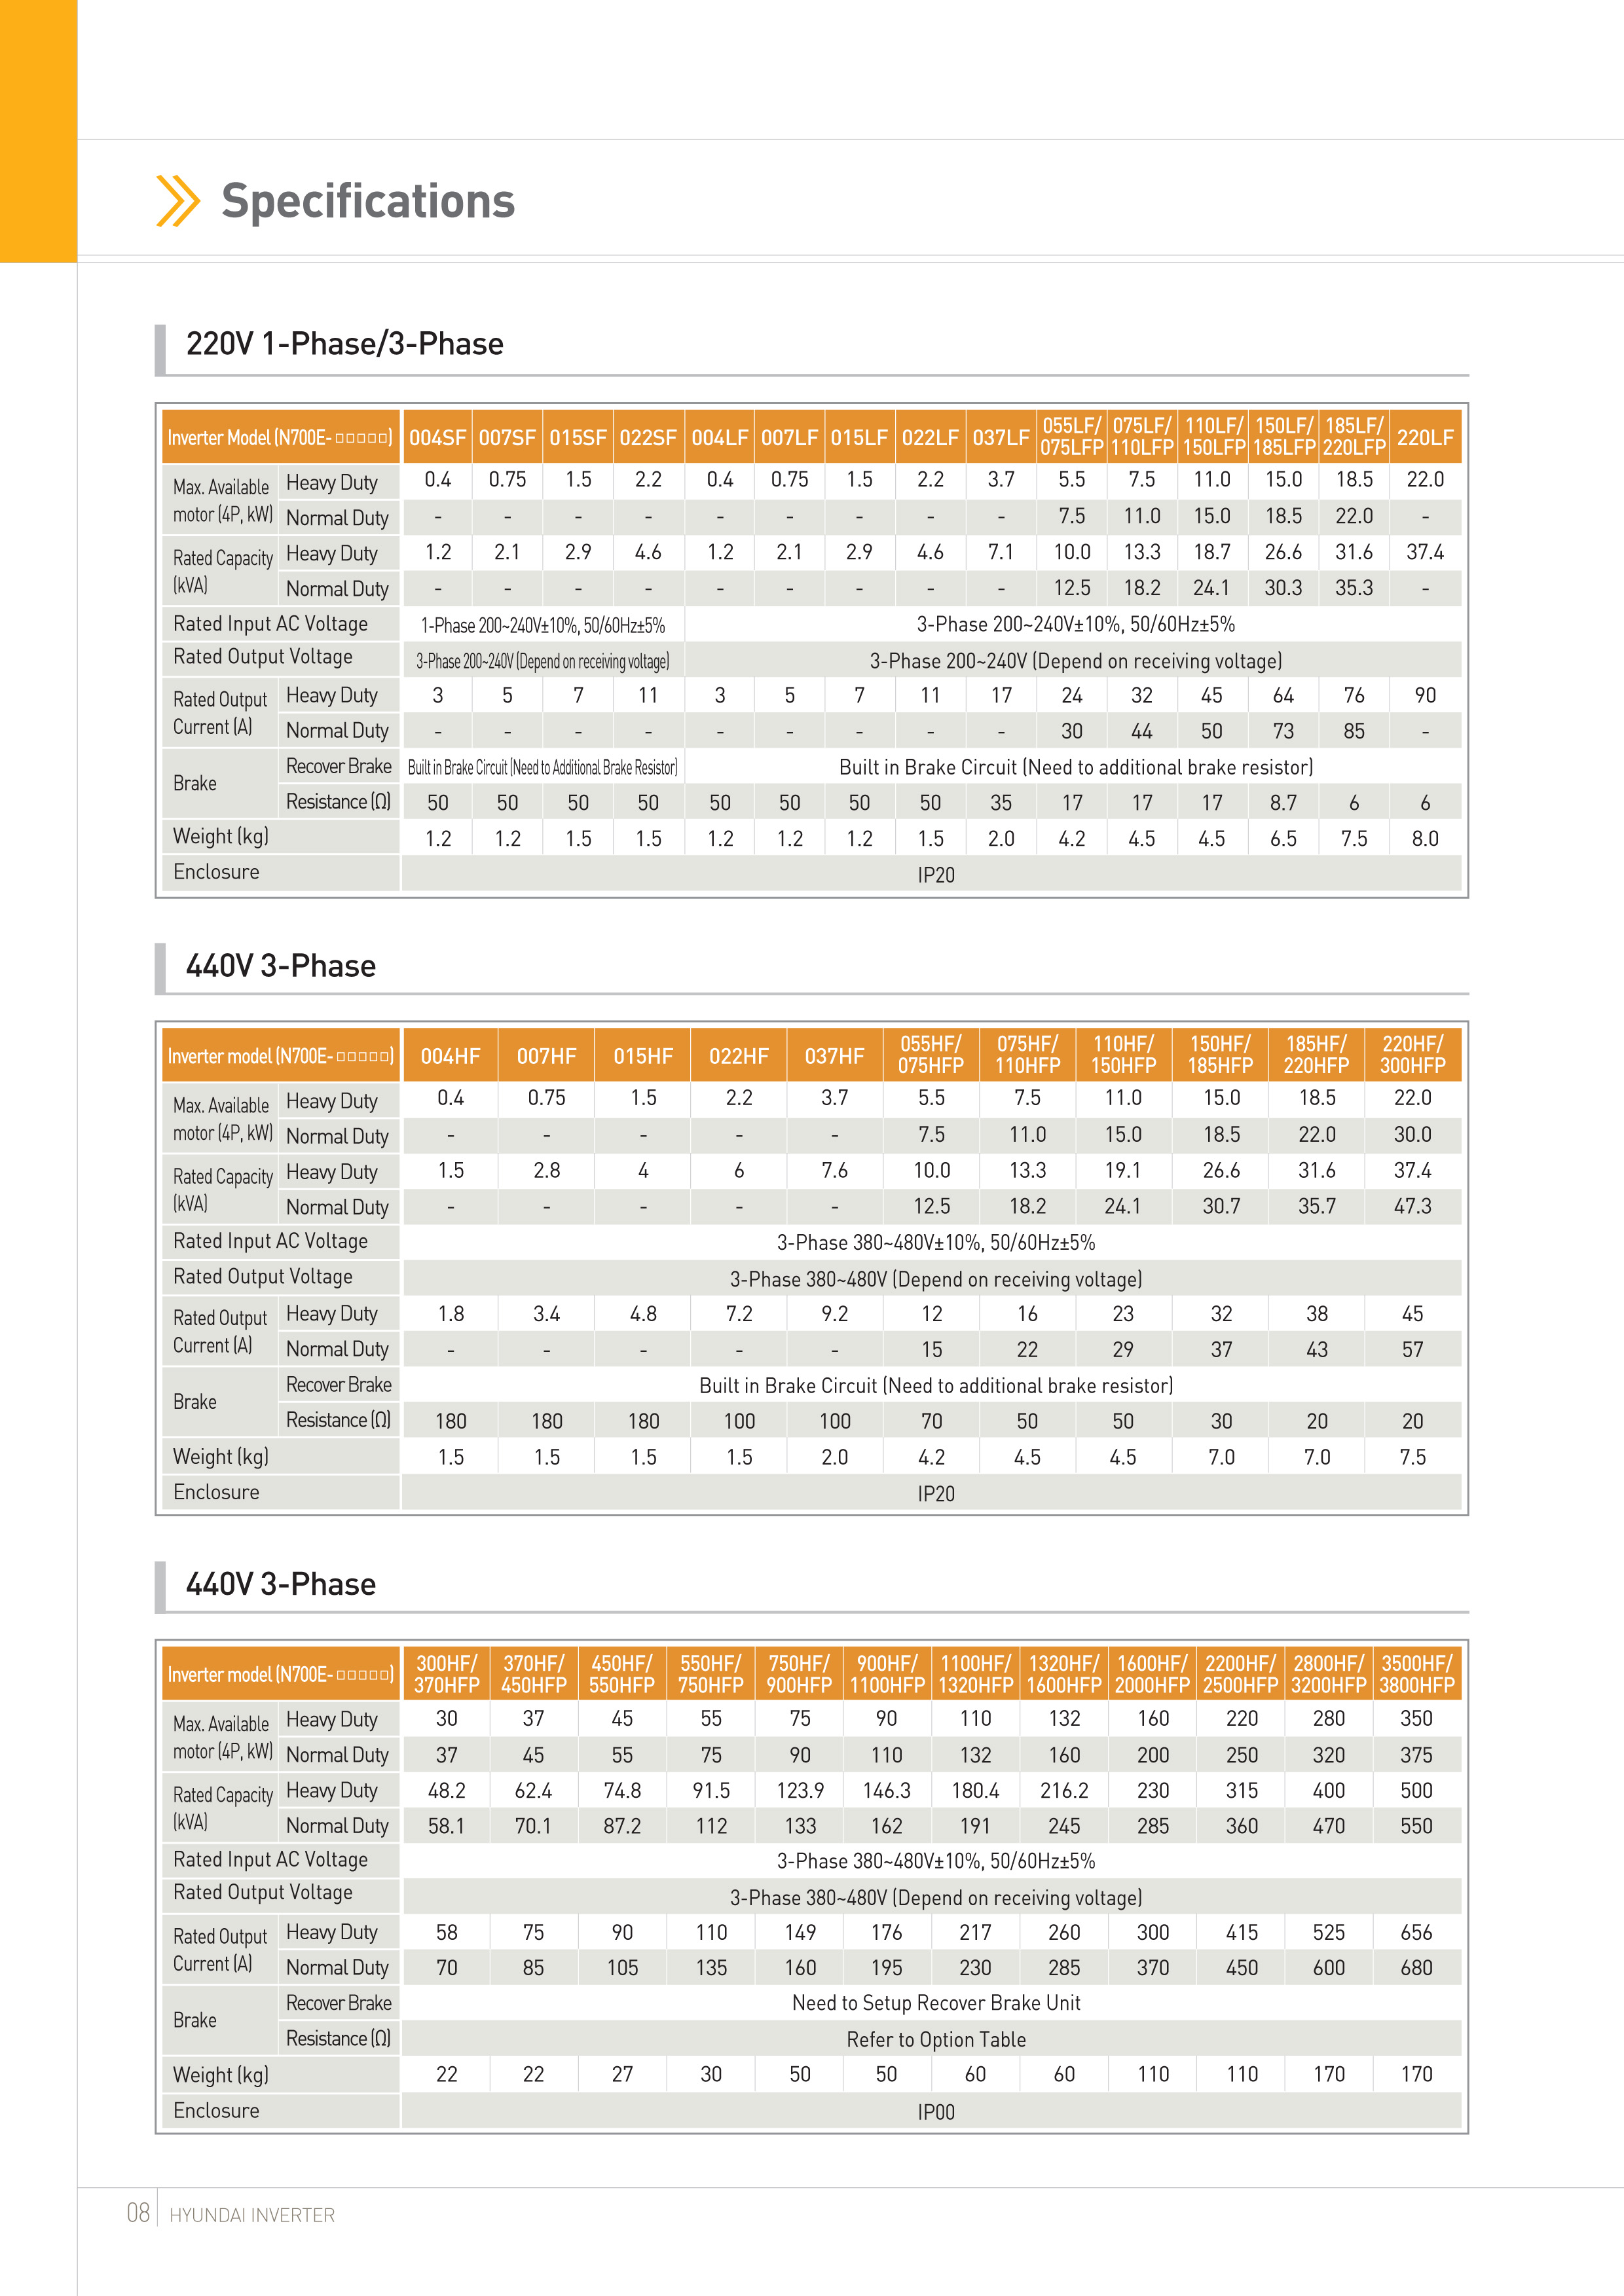 Specifications
220V 1-Phase/3-Phase
Inverter Model (N700E- □□□□□) 004SF 007SF 015SF 022SF 004LF 007LF 015LF 022LF 037LF 055LF/075LFP 075LF/110LFP 110LF/150LFP 150LF/185LFP 185LF/220LFP 220LF
Max. Available motor (4P, kW) Heavy Duty 0.4 0.75 1.5 2.2 0.4 0.75 1.5 2.2 3.7 5.5 7.5 11.0 15.0 18.5 22.0
Normal Duty - - - - - - - - - 7.5 11.0 15.0 18.5 22.0 -
Rated Capacity (kVA) Heavy Duty 1.2 2.1 2.9 4.6 1.2 2.1 2.9 4.6 7.1 10.0 13.3 18.7 26.6 31.6 37.4
Normal Duty - - - - - - - - - 12.5 18.2 24.1 30.3 35.3 -
Rated Input AC Voltage 1-Phase 200~240V±10%, 50/60Hz±5% 3-Phase 200~240V±10%, 50/60Hz±5%
Rated Output Voltage 3-Phase 200~240V (Depend on receiving voltage) 3-Phase 200~240V (Depend on receiving voltage)
Rated Output Current (A) Heavy Duty 3 5 7 11 3 5 7 11 17 24 32 45 64 76 90
Normal Duty - - - - - - - - - 30 44 50 73 85 -
Brake Recover Brake Built in Brake Circuit (Need to Additional Brake Resistor) Built in Brake Circuit (Need to additional brake resistor)
Resistance (Ω) 50 50 50 50 50 50 50 50 35 17 17 17 8.7 6 6
Weight (kg) 1.2 1.2 1.5 1.5 1.2 1.2 1.2 1.5 2.0 4.2 4.5 4.5 6.5 7.5 8.0
Enclosure IP20
440V 3-Phase
Inverter model (N700E- □□□□□) 004HF 007HF 015HF 022HF 037HF 055HF/075HFP 075HF/110HFP 110HF/150HFP 150HF/185HFP 185HF/220HFP 220HF/300HFP
Max. Available motor (4P, kW) Heavy Duty 0.4 0.75 1.5 2.2 3.7 5.5 7.5 11.0 15.0 18.5 22.0
Normal Duty - - - - - 7.5 11.0 15.0 18.5 22.0 30.0
Rated Capacity (kVA) Heavy Duty 1.5 2.8 4 6 7.6 10.0 13.3 19.1 26.6 31.6 37.4
Normal Duty - - - - - 12.5 18.2 24.1 30.7 35.7 47.3
Rated Input AC Voltage 3-Phase 380~480V±10%, 50/60Hz±5%
Rated Output Voltage 3-Phase 380~480V (Depend on receiving voltage)
Rated Output Current (A) Heavy Duty 1.8 3.4 4.8 7.2 9.2 12 16 23 32 38 45
Normal Duty - - - - - 15 22 29 37 43 57
Brake Recover Brake Built in Brake Circuit (Need to additional brake resistor)
Resistance (Ω) 180 180 180 100 100 70 50 50 30 20 20
Weight (kg) 1.5 1.5 1.5 1.5 2.0 4.2 4.5 4.5 7.0 7.0 7.5
Enclosure IP20
440V 3-Phase
Inverter model (N700E- □□□□□) 300HF/370HFP 370HF/450HFP 450HF/550HFP 550HF/750HFP 750HF/900HFP 900HF/1100HFP 1100HF/1320HFP 1320HF/1600HFP 1600HF/2000HFP 2200HF/2500HFP 2800HF/3200HFP 3500HF/3800HFP
Max. Available motor (4P, kW) Heavy Duty 30 37 45 55 75 90 110 132 160 220 280 350
Normal Duty 37 45 55 75 90 110 132 160 200 250 320 375
Rated Capacity (kVA) Heavy Duty 48.2 62.4 74.8 91.5 123.9 146.3 180.4 216.2 230 315 400 500
Normal Duty 58.1 70.1 87.2 112 133 162 191 245 285 360 470 550
Rated Input AC Voltage 3-Phase 380~480V±10%, 50/60Hz±5%
Rated Output Voltage 3-Phase 380~480V (Depend on receiving voltage)
Rated Output Current (A) Heavy Duty 58 75 90 110 149 176 217 260 300 415 525 656
Normal Duty 70 85 105 135 160 195 230 285 370 450 600 680
Brake Recover Brake Need to Setup Recover Brake Unit
Resistance (Ω) Refer to Option Table
Weight (kg) 22 22 27 30 50 50 60 60 110 110 170 170
Enclosure IP00
08 HYUNDAI INVERTER